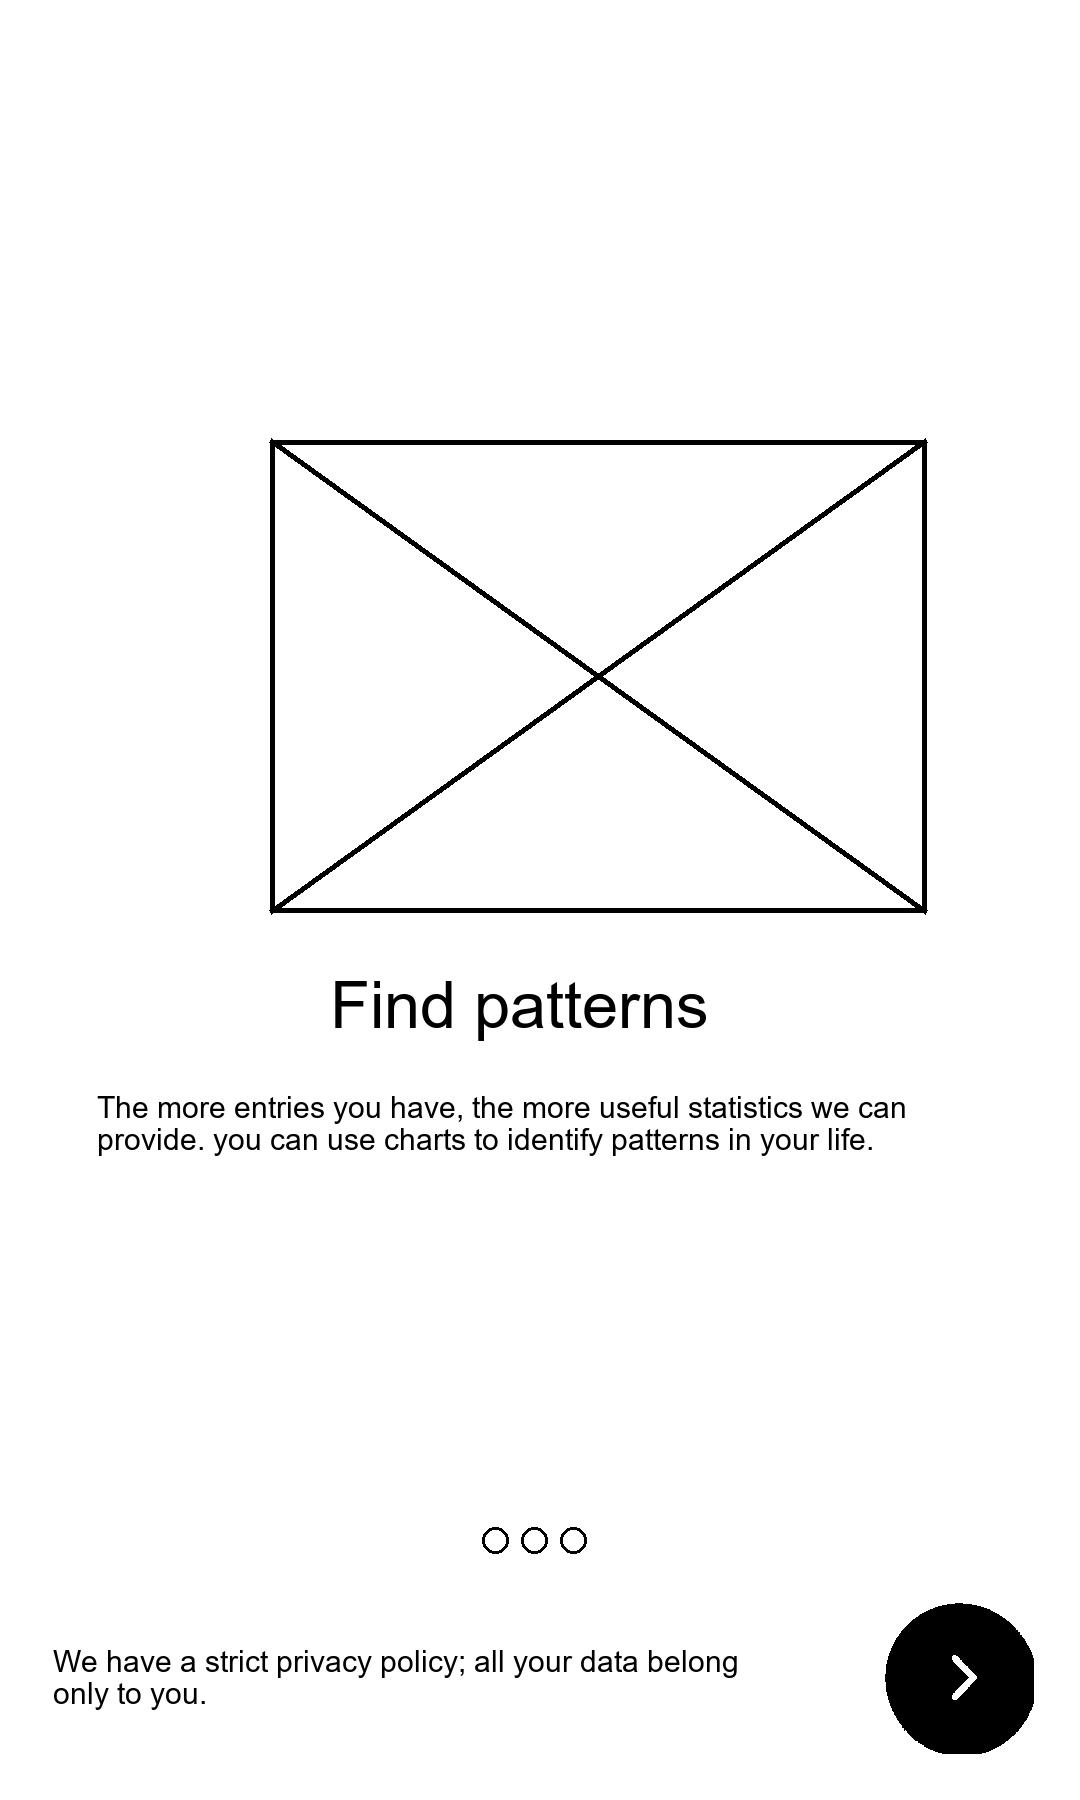 Find patterns
The more entries you have, the more useful statistics we can
provide. you can use charts to identify patterns in your life.
We have a strict privacy policy; all your data belong
only to you.